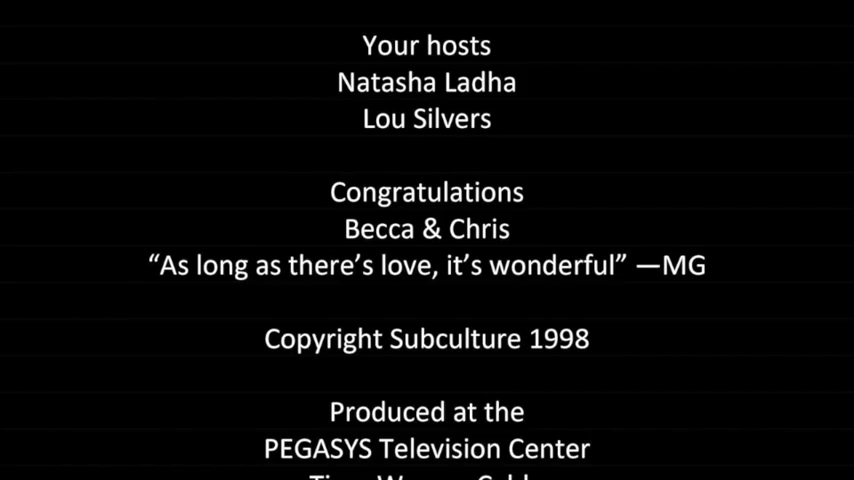 Your hosts
Natasha Ladha
Lou Silvers
Congratulations
Becca & Chris
“As long as there’s love, it’s wonderful” —MG
Copyright Subculture 1998
Produced at the
PEGASYS Television Center